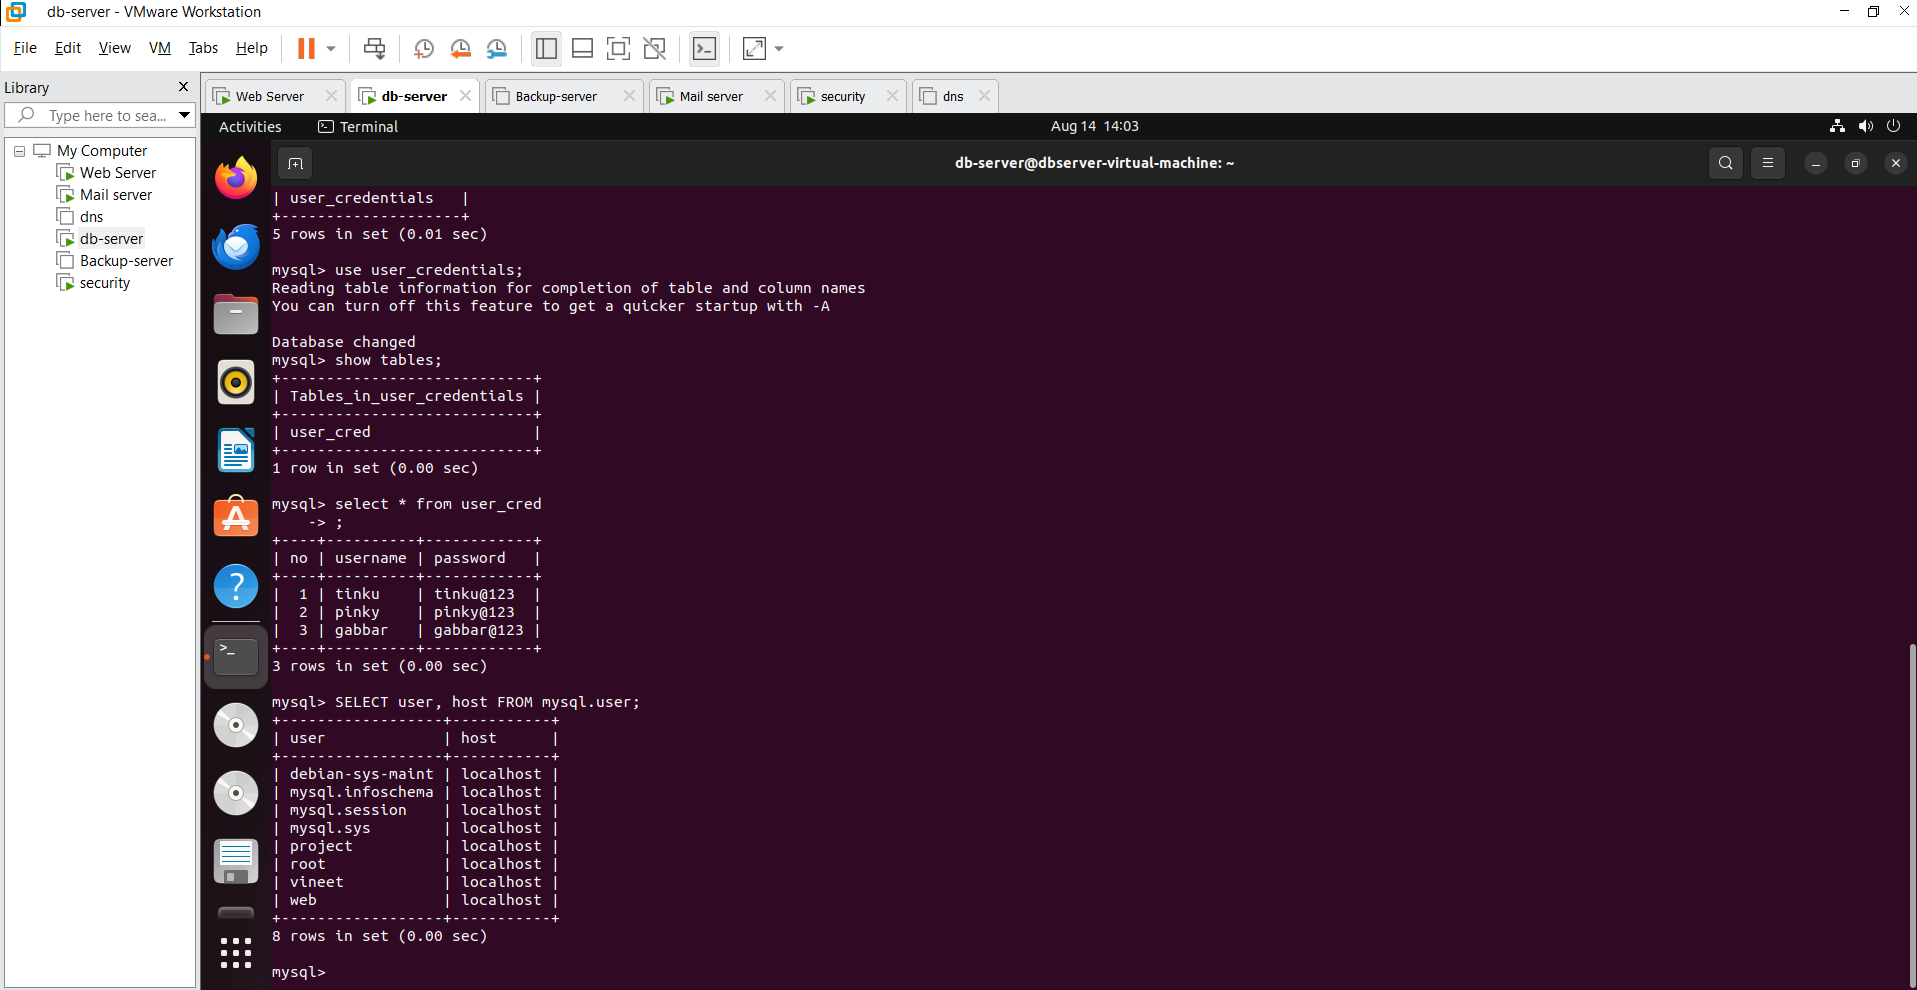 db-server - VMware Workstation
File Edit View VM Tabs Help
Library
Type here to sea...
My Computer
Web Server
Mail server
dns
db-server
Backup-server
security
Web Server db-server Backup-server Mail server security dns
Activities Terminal Aug 14 14:03
db-server@dbserver-virtual-machine: ~
| user_credentials   |
+--------------------+
5 rows in set (0.01 sec)
mysql> use user_credentials;
Reading table information for completion of table and column names
You can turn off this feature to get a quicker startup with -A
Database changed
mysql> show tables;
+----------------------------+
| Tables_in_user_credentials |
+----------------------------+
| user_cred                  |
+----------------------------+
1 row in set (0.00 sec)
mysql> select * from user_cred
    -> ;
+----+----------+------------+
| no | username | password   |
+----+----------+------------+
|  1 | tinku    | tinku@123  |
|  2 | pinky    | pinky@123  |
|  3 | gabbar   | gabbar@123 |
+----+----------+------------+
3 rows in set (0.00 sec)
mysql> SELECT user, host FROM mysql.user;
+------------------+-----------+
| user             | host      |
+------------------+-----------+
| debian-sys-maint | localhost |
| mysql.infoschema | localhost |
| mysql.session    | localhost |
| mysql.sys        | localhost |
| project          | localhost |
| root             | localhost |
| vineet           | localhost |
| web              | localhost |
+------------------+-----------+
8 rows in set (0.00 sec)
mysql>